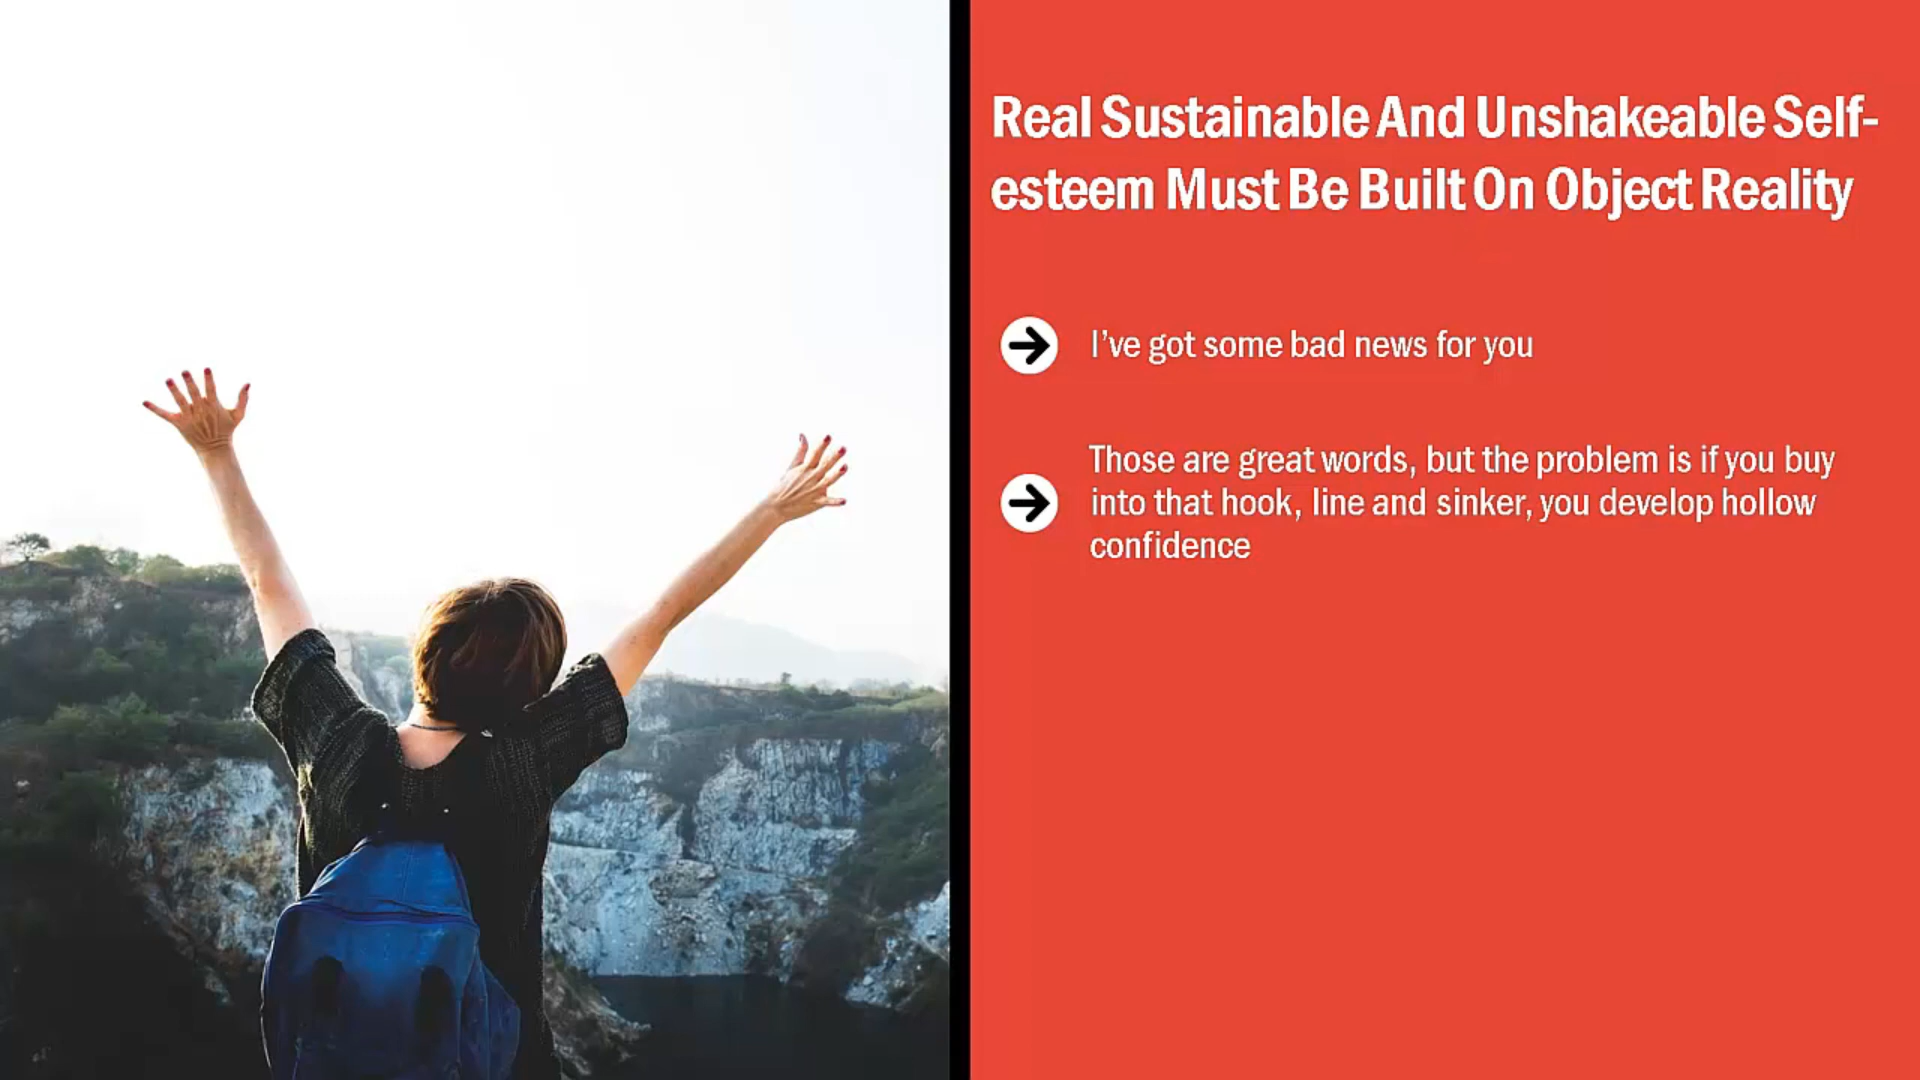 Real Sustainable And Unshakeable Self-
esteem Must Be Built On Object Reality
I've got some bad news for you
Those are great words, but the problem is if you buy
into that hook, line and sinker, you develop hollow
confidence